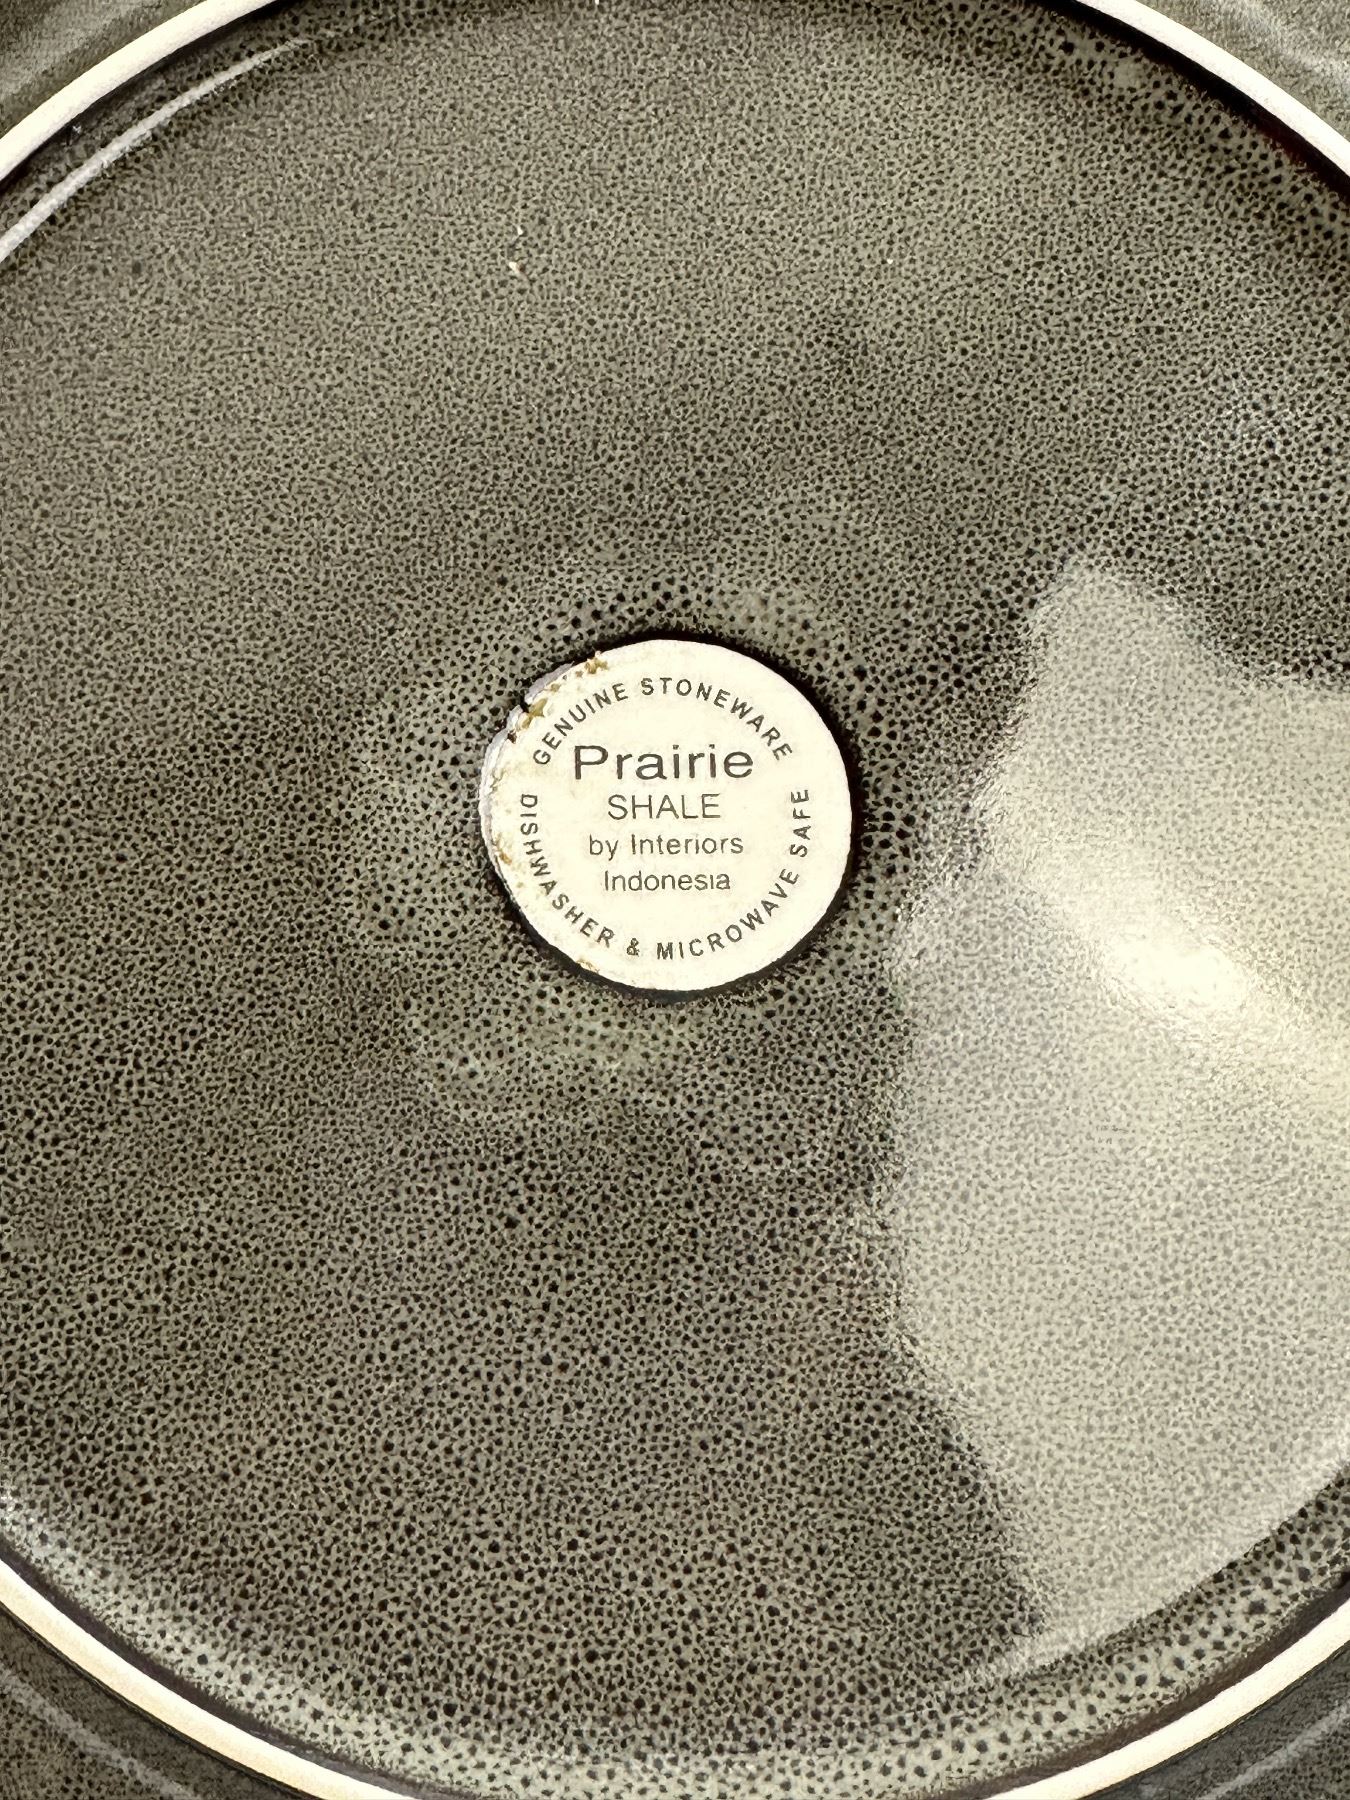 GENUINE STONEWARE
Prairie
SHALE
by Interiors
Indonesia
DISHWASHER & MICROWAVE SAFE